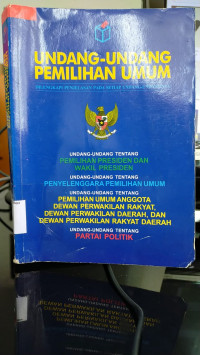 UNDANG-UNDANG
PEMILIHAN UMUM
UNDANG-UNDANG TENTANG
PEMILIHAN PRESIDEN DAN
WAKIL PRESIDEN
UNDANG-UNDANG TENTANG
PENYELENGGARA PEMILIHAN UMUM
UNDANG-UNDANG TENTANG
PEMILIHAN UMUM ANGGOTA
DEWAN PERWAKILAN RAKYAT,
DEWAN PERWAKILAN DAERAH, DAN
DEWAN PERWAKILAN RAKYAT DAERAH
UNDANG-UNDANG TENTANG
PARTAI POLITIK